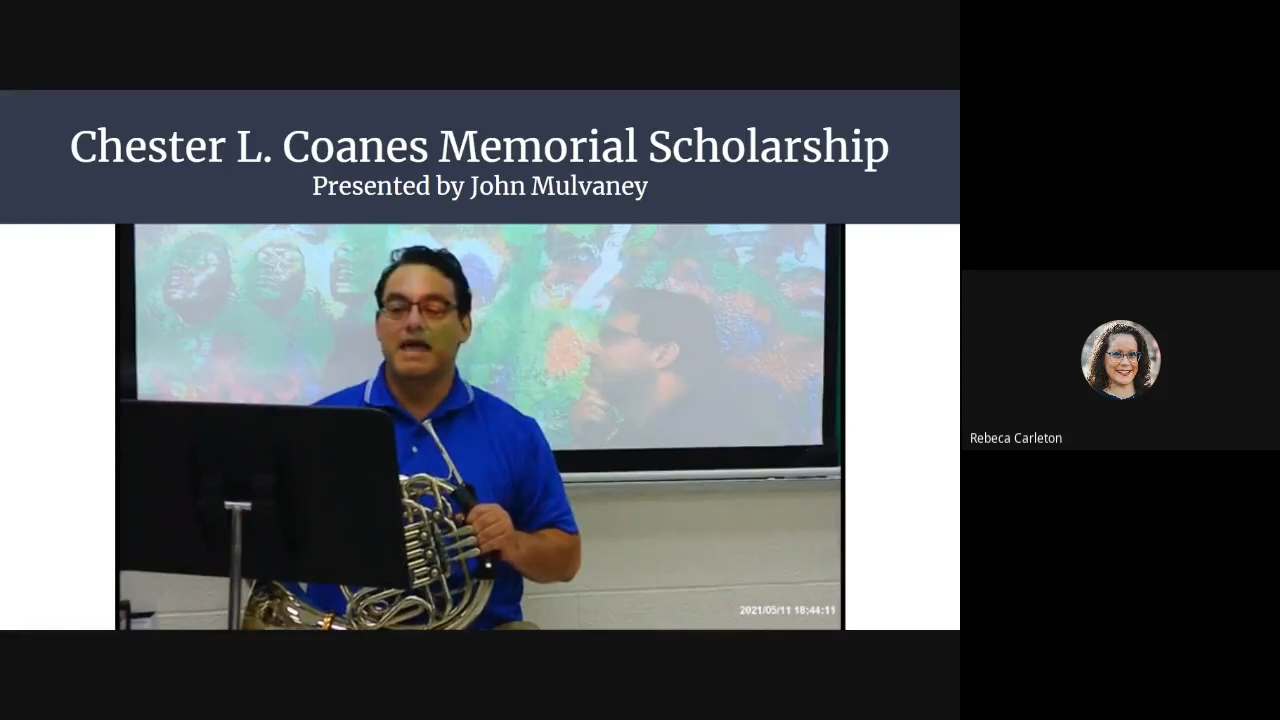 Chester L. Coanes Memorial Scholarship
Presented by John Mulvaney
2021/05/11 18:44:11
Rebeca Carleton